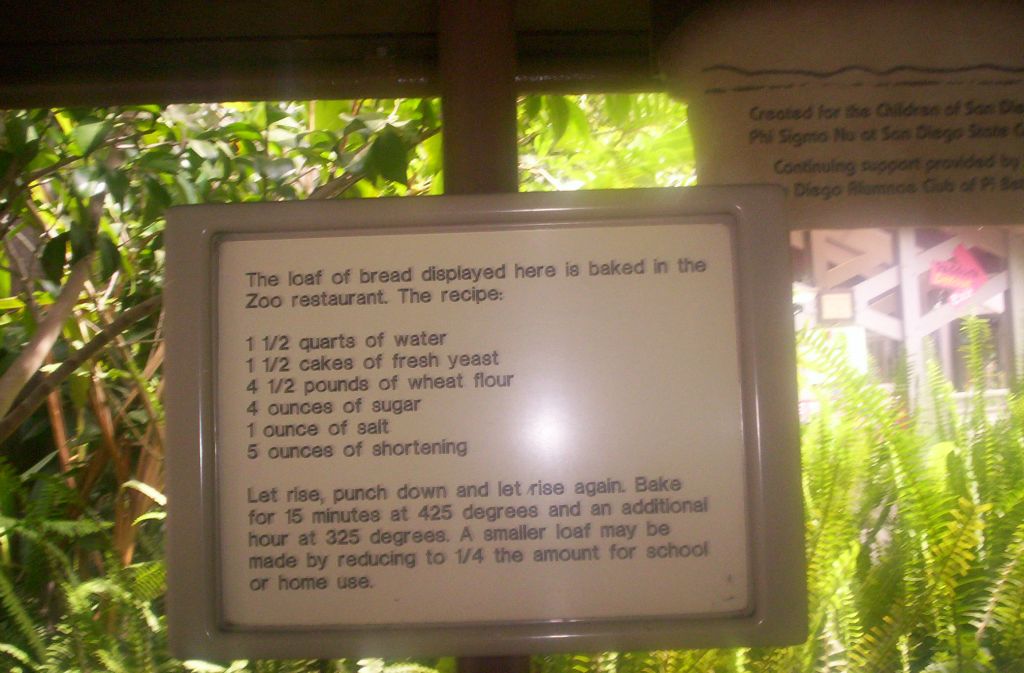 Created for the Children of San
Phi Sigma Nu at San Diego State
Continuing support provided by
Diego Alumnae Club of Pi
The loaf of bread displayed here is baked in the
Zoo restaurant. The recipe:
1 1/2 quarts of water
1 1/2 cakes of fresh yeast
4 1/2 pounds of wheat flour
4 ounces of sugar
1 ounce of salt
5 ounces of shortening
Let rise, punch down and let rise again. Bake
for 15 minutes at 425 degrees and an additional
hour at 325 degrees. A smaller loaf may be
made by reducing to 1/4 the amount for school
or home use.